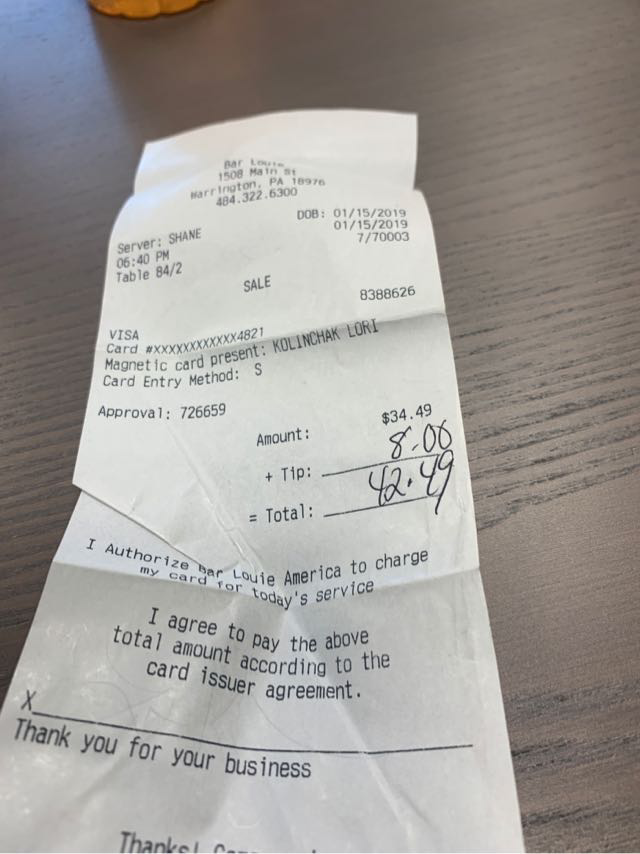 Bar Louie
1508 Main St
Warrington, PA 18976
484.322.6300
DOB: 01/15/2019
Server: SHANE 01/15/2019
06:40 PM 7/70003
Table 84/2
SALE
8388626
VISA
Card #XXXXXXXXXXXX4821
Magnetic card present: KOLINCHAK LORI
Card Entry Method: S
Approval: 726659
Amount: $34.49
+ Tip: 8.00
= Total: 42.49
I Authorize Bar Louie America to charge
my card for today's service
I agree to pay the above
total amount according to the
card issuer agreement.
X
Thank you for your business
Thanks!